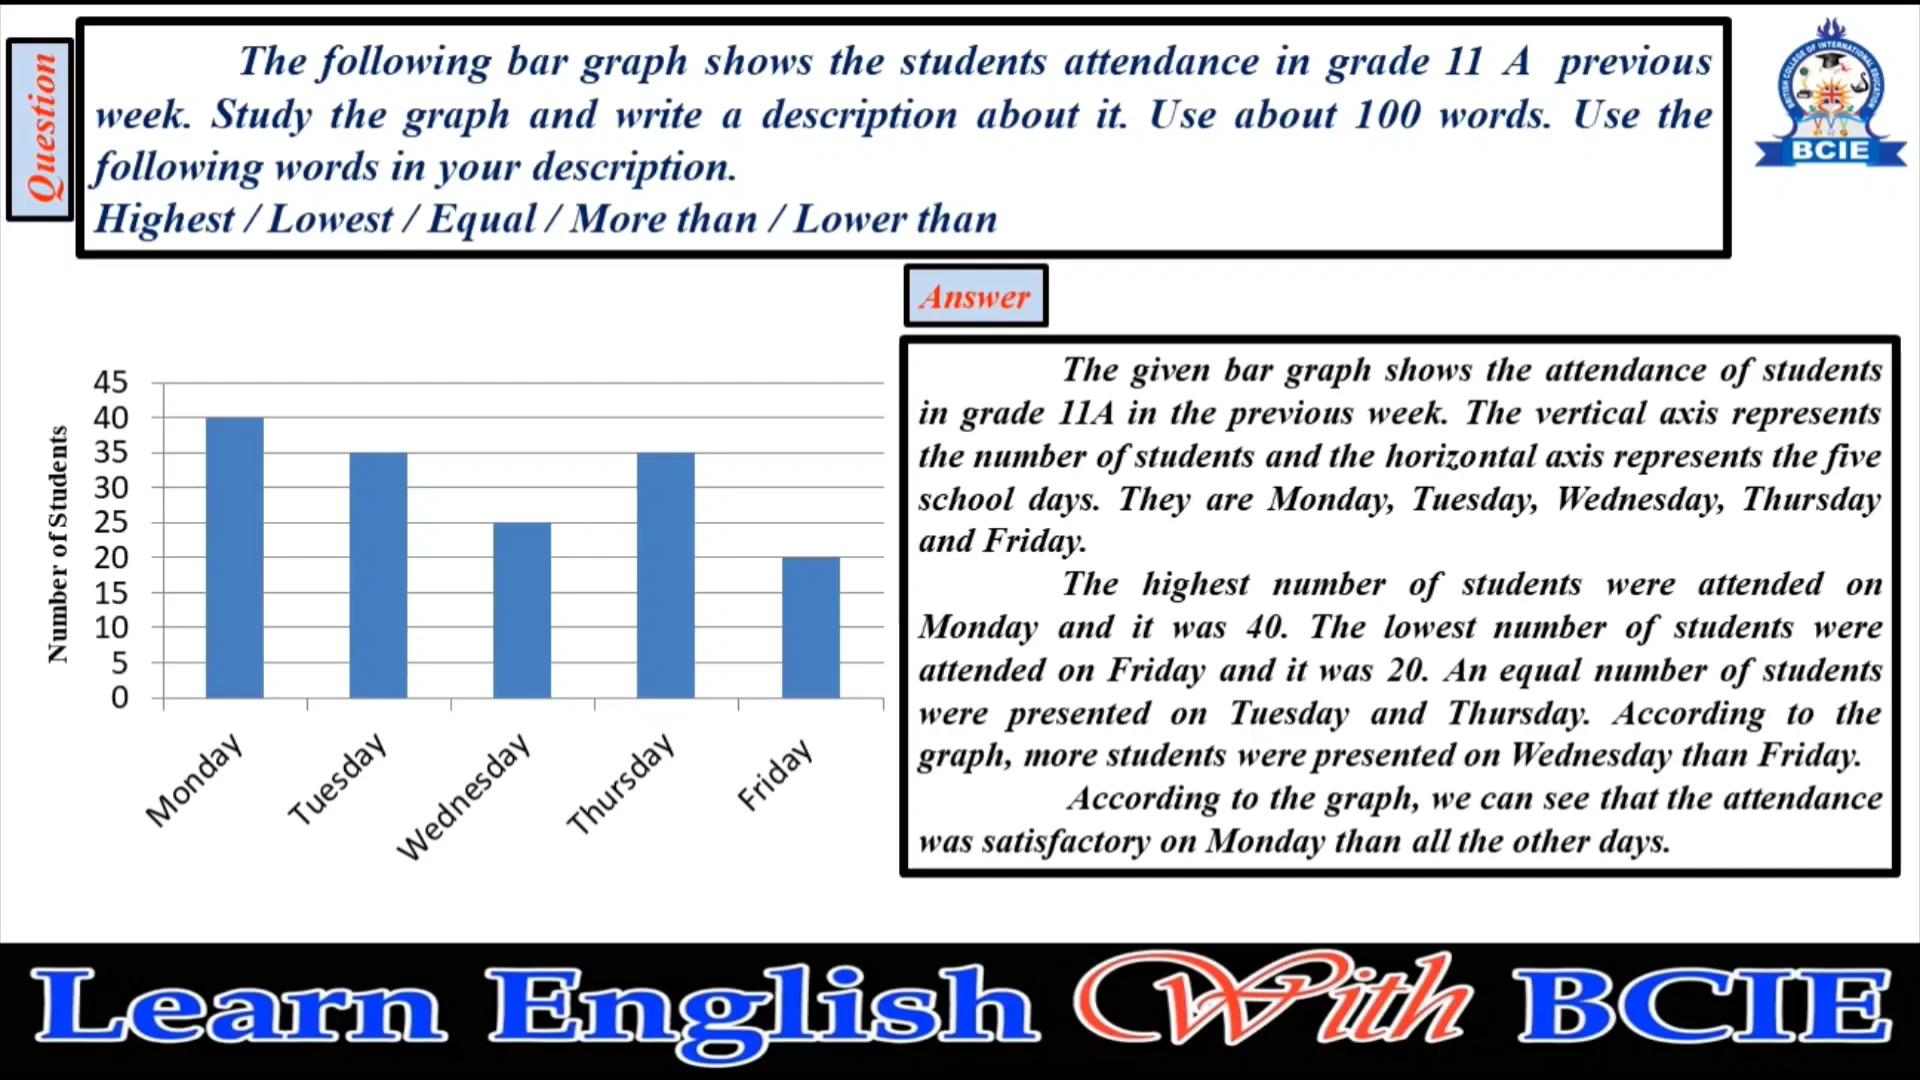 Question
The following bar graph shows the students attendance in grade 11 A previous
week. Study the graph and write a description about it. Use about 100 words. Use the
following words in your description.
Highest / Lowest / Equal / More than / Lower than
BRITISH COLLEGE OF INTERNATIONAL EDUCATION
BCIE
Answer
Number of Students
45
40
35
30
25
20
15
10
5
0
Monday
Tuesday
Wednesday
Thursday
Friday
The given bar graph shows the attendance of students
in grade 11A in the previous week. The vertical axis represents
the number of students and the horizontal axis represents the five
school days. They are Monday, Tuesday, Wednesday, Thursday
and Friday.
The highest number of students were attended on
Monday and it was 40. The lowest number of students were
attended on Friday and it was 20. An equal number of students
were presented on Tuesday and Thursday. According to the
graph, more students were presented on Wednesday than Friday.
According to the graph, we can see that the attendance
was satisfactory on Monday than all the other days.
Learn English With BCIE